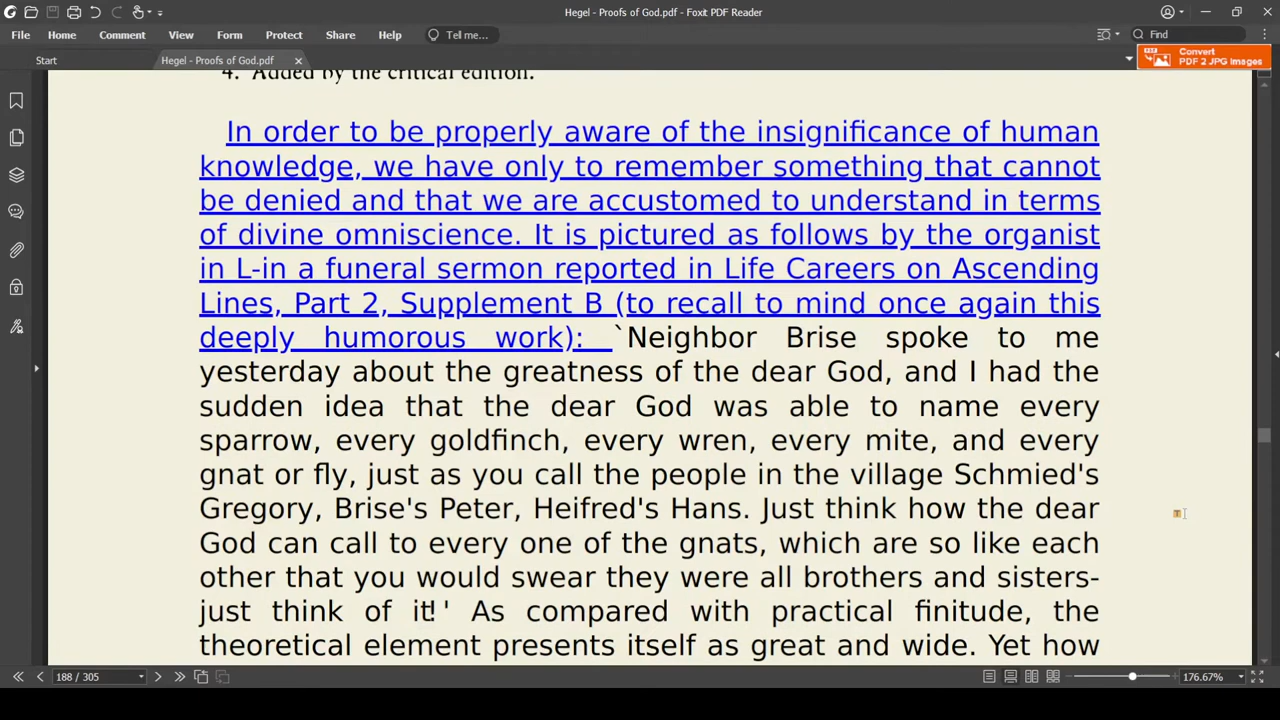 Hegel - Proofs of God.pdf - Foxit PDF Reader
File Home Comment View Form Protect Share Help Tell me... Find
Start Hegel - Proofs of God.pdf
Convert
PDF 2 JPG Images
4. Added by the critical edition.
In order to be properly aware of the insignificance of human
knowledge, we have only to remember something that cannot
be denied and that we are accustomed to understand in terms
of divine omniscience. It is pictured as follows by the organist
in L-in a funeral sermon reported in Life Careers on Ascending
Lines, Part 2, Supplement B (to recall to mind once again this
deeply humorous work): `Neighbor Brise spoke to me
yesterday about the greatness of the dear God, and I had the
sudden idea that the dear God was able to name every
sparrow, every goldfinch, every wren, every mite, and every
gnat or fly, just as you call the people in the village Schmied's
Gregory, Brise's Peter, Heifred's Hans. Just think how the dear
God can call to every one of the gnats, which are so like each
other that you would swear they were all brothers and sisters-
just think of it!' As compared with practical finitude, the
theoretical element presents itself as great and wide. Yet how
188 / 305
176.67%